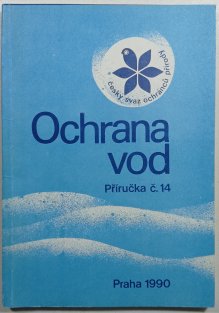 český svaz ochránců přírody
Ochrana
vod
Příručka č. 14
Praha 1990